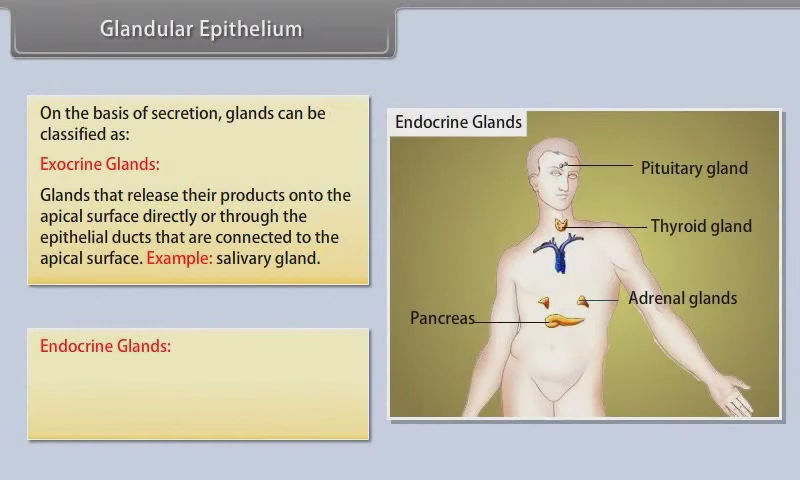 Glandular Epithelium
On the basis of secretion, glands can be
classified as:
Exocrine Glands:
Glands that release their products onto the
apical surface directly or through the
epithelial ducts that are connected to the
apical surface. Example: salivary gland.
Endocrine Glands:
Endocrine Glands
Pituitary gland
Thyroid gland
Adrenal glands
Pancreas